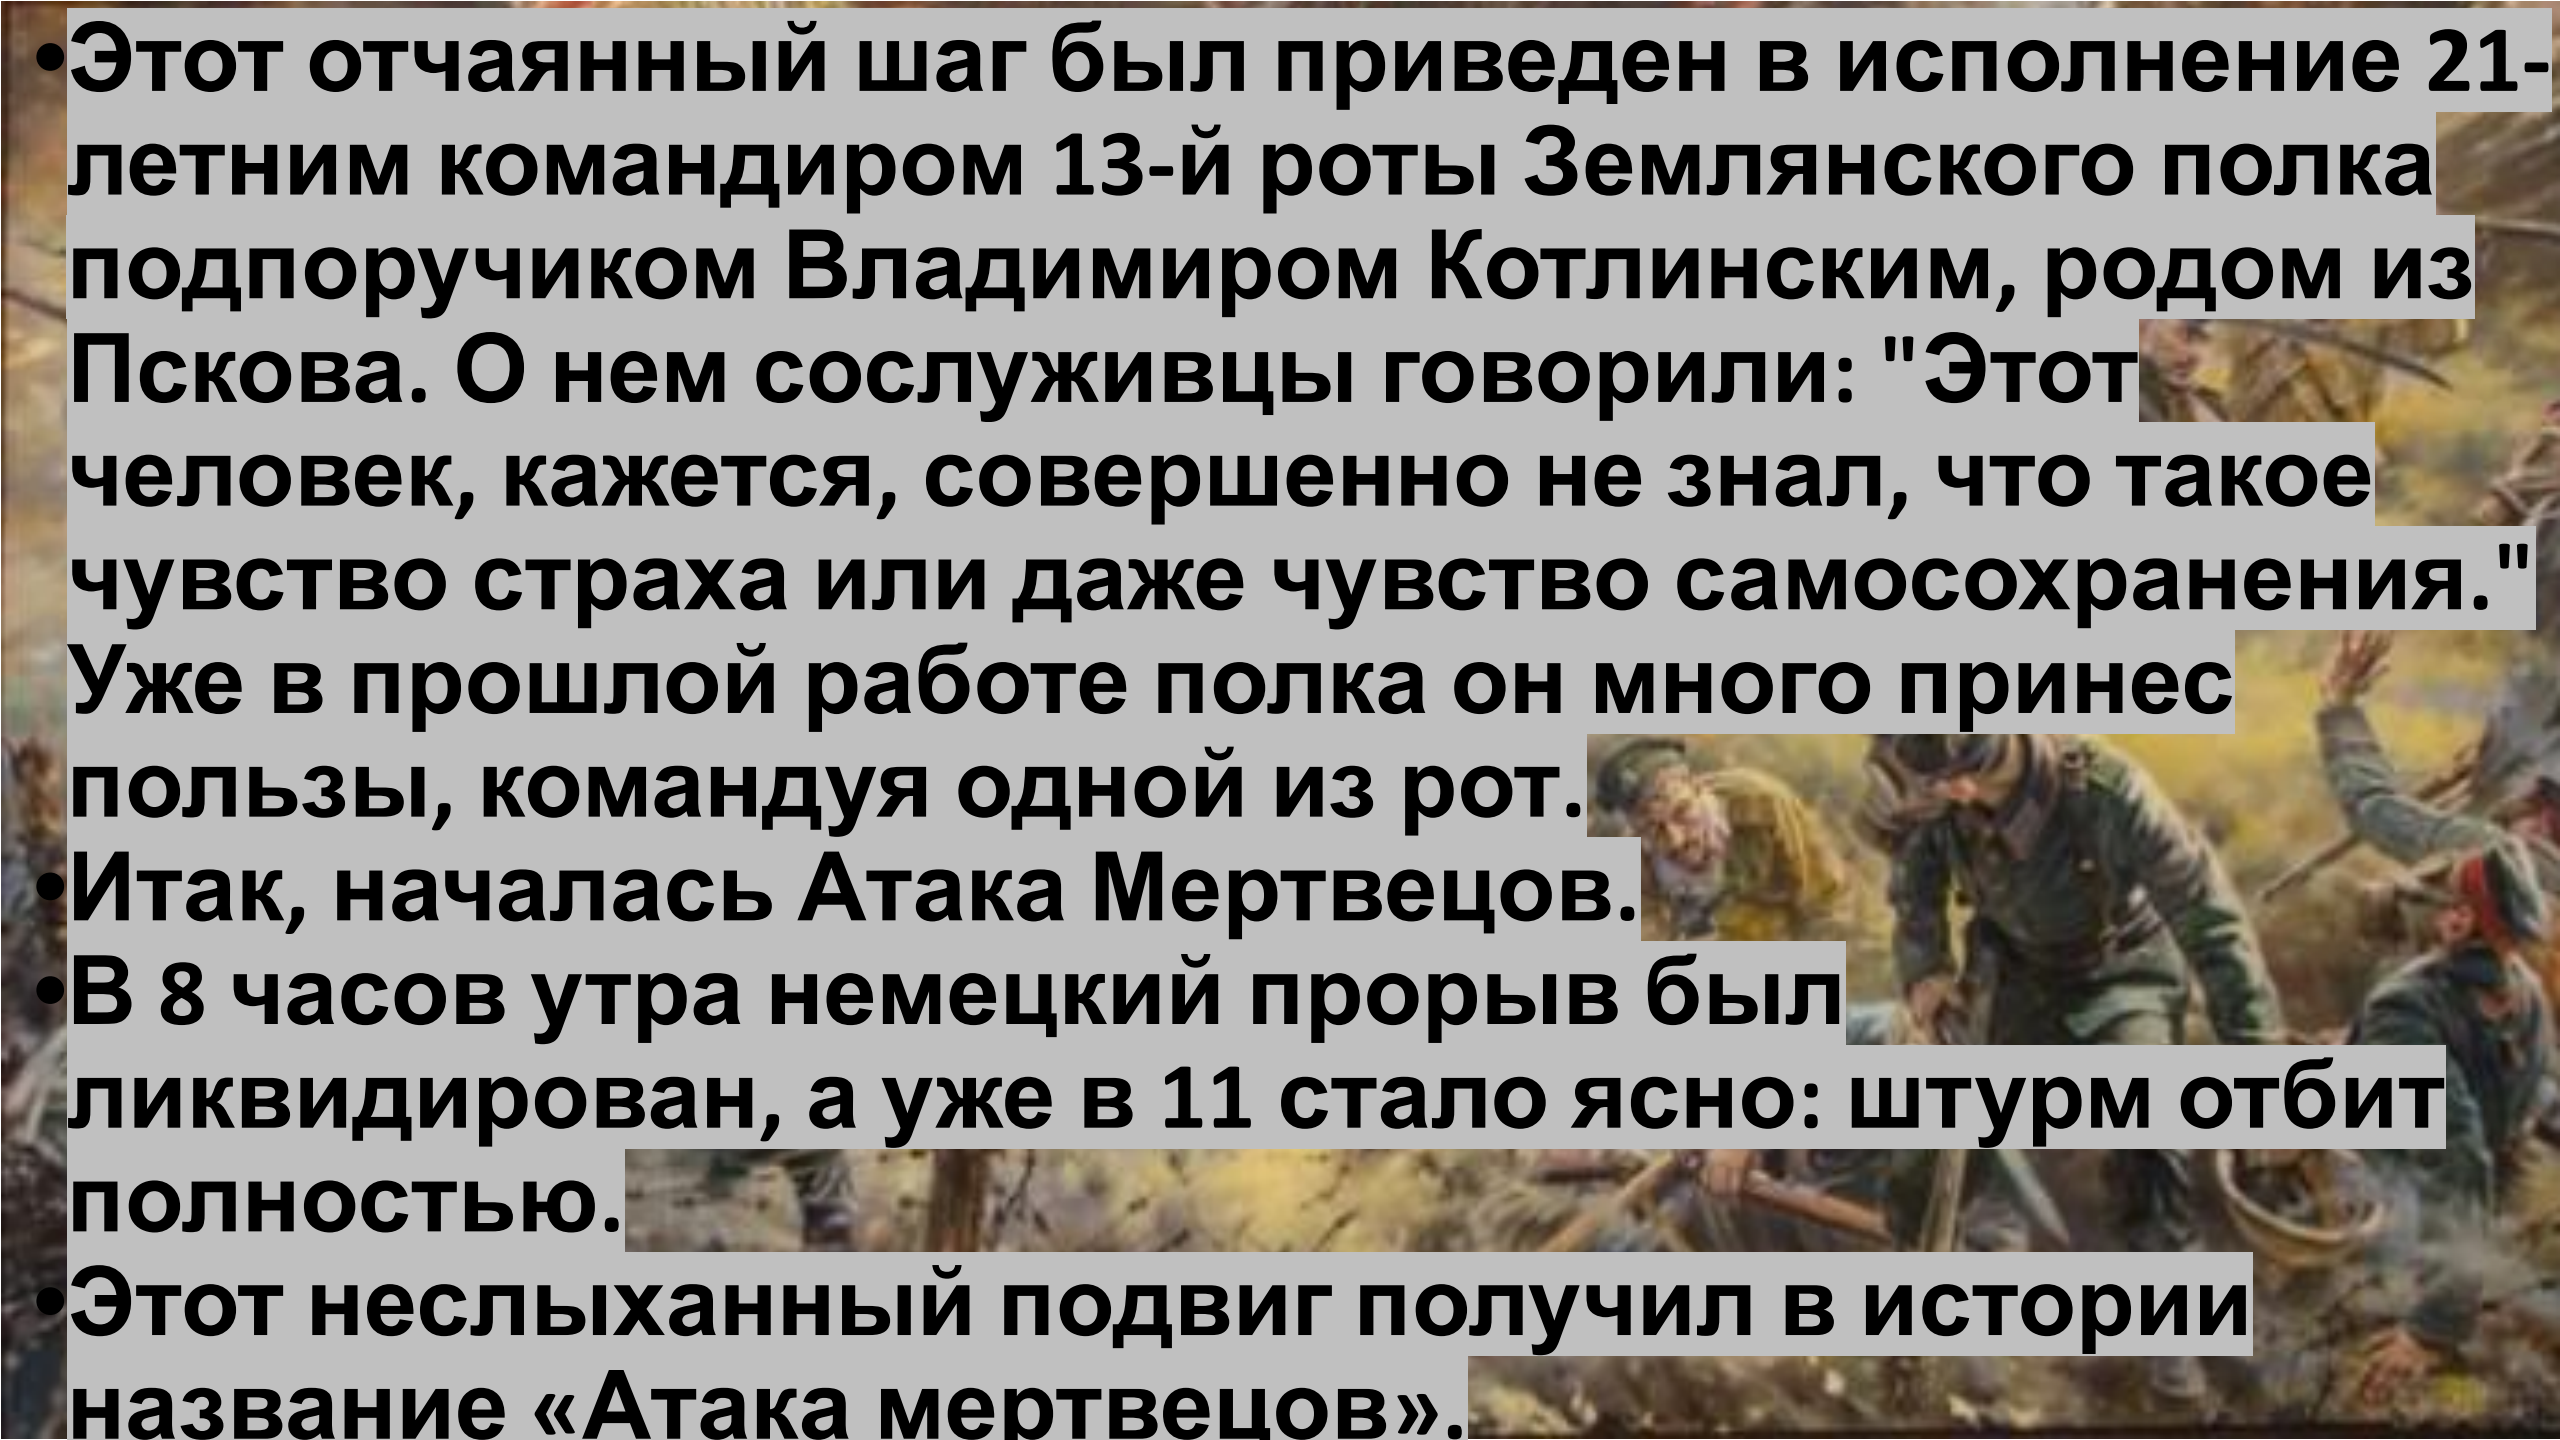 •Этот отчаянный шаг был приведен в исполнение 21-
летним командиром 13-й роты Землянского полка
подпоручиком Владимиром Котлинским, родом из
Пскова. О нем сослуживцы говорили: "Этот
человек, кажется, совершенно не знал, что такое
чувство страха или даже чувство самосохранения."
Уже в прошлой работе полка он много принес
пользы, командуя одной из рот.
•Итак, началась Атака Мертвецов.
•В 8 часов утра немецкий прорыв был
ликвидирован, а уже в 11 стало ясно: штурм отбит
полностью.
•Этот неслыханный подвиг получил в истории
название «Атака мертвецов».